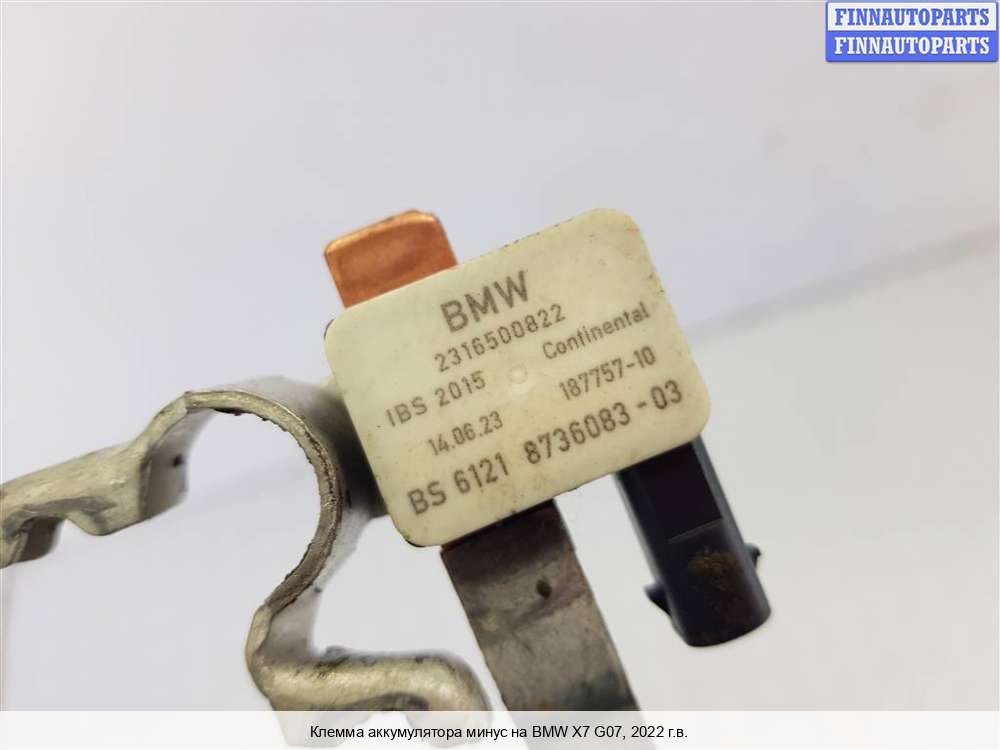 FINNAUTOPARTS
FINNAUTOPARTS
BMW
2316500822
IBS 2015 Continental
14.06.23 187757-10
BS 6121 8736083-03
Клемма аккумулятора минус на BMW X7 G07, 2022 г.в.